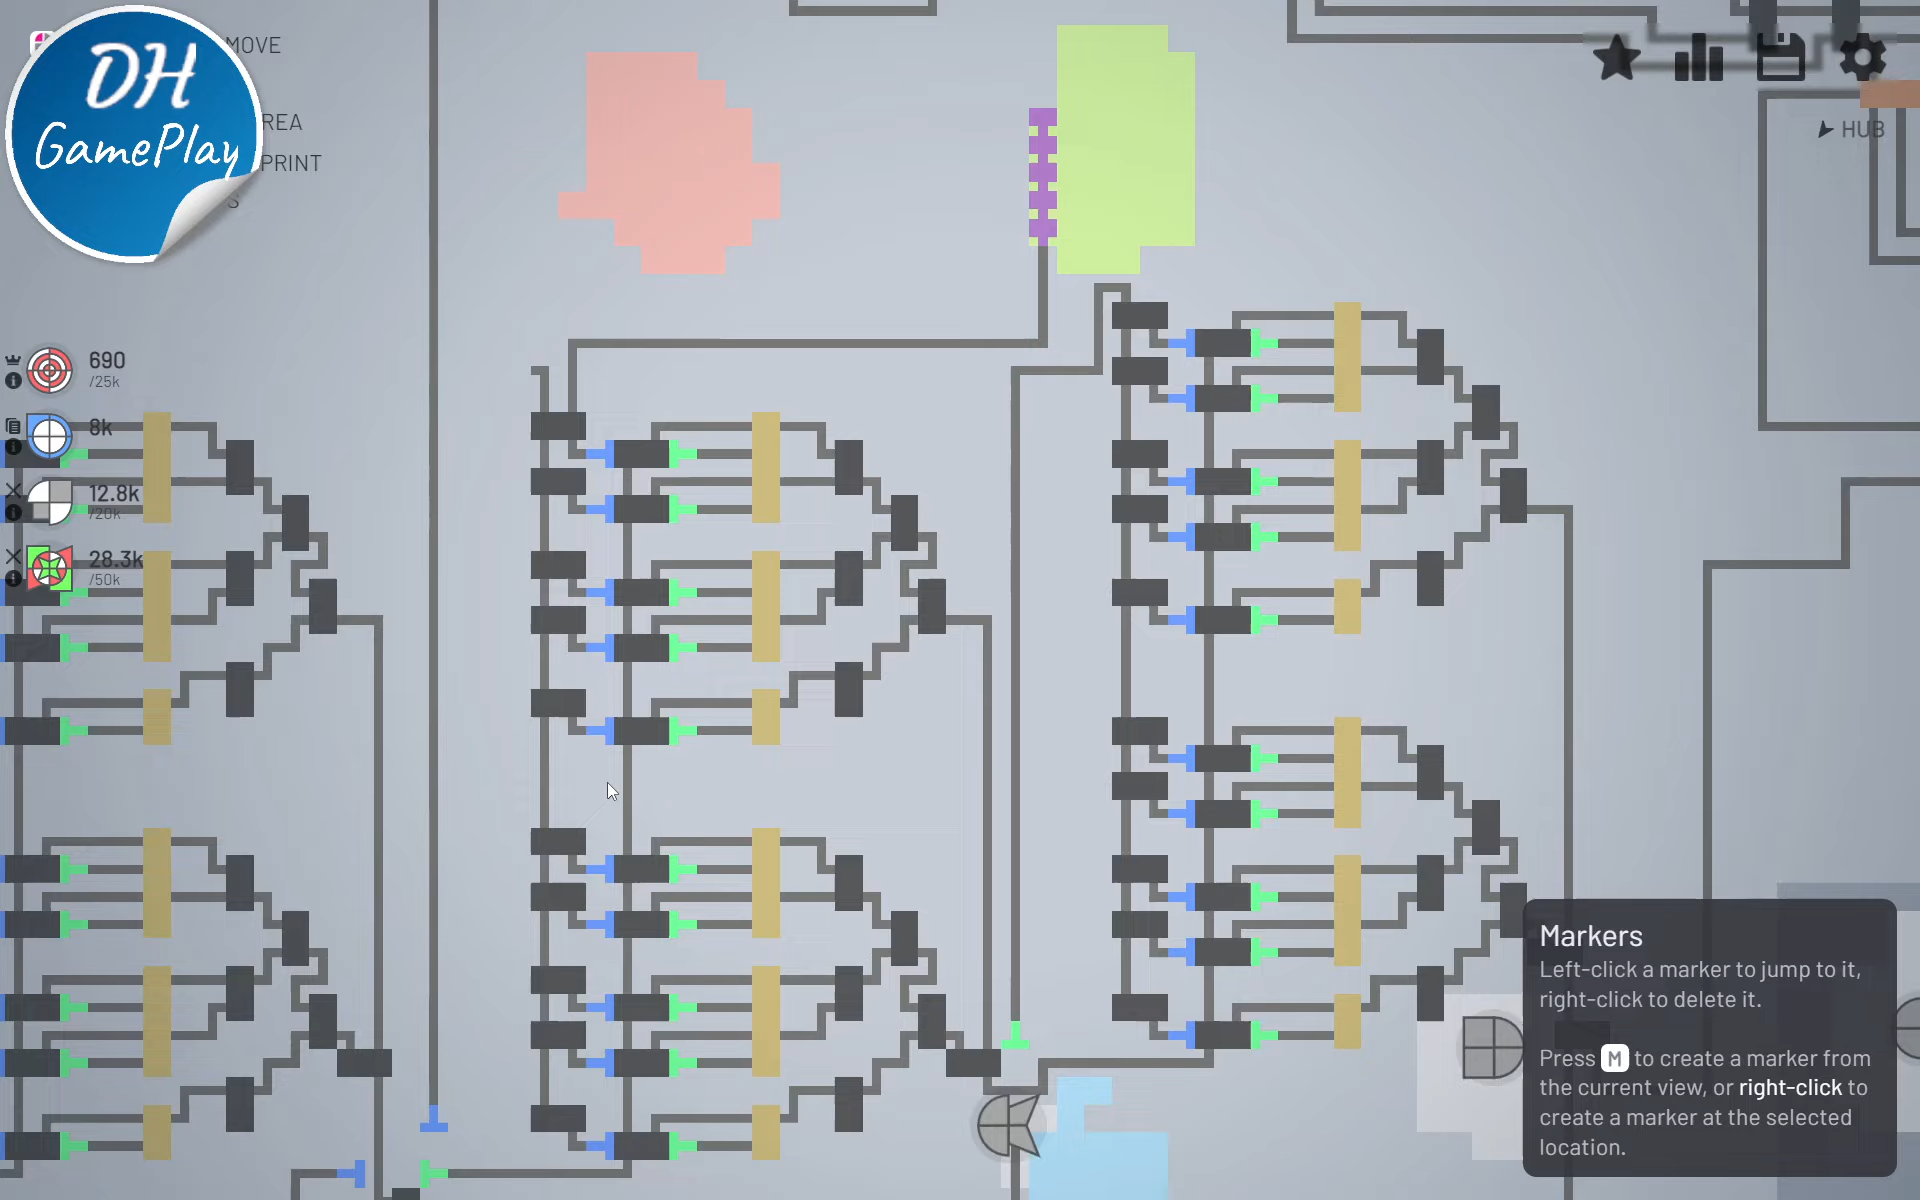 DH
GamePlay
MOVE
REA
PRINT
S
HUB
690
/25k
8k
12.8k
/20k
28.3k
/50k
Markers
Left-click a marker to jump to it,
right-click to delete it.
Press M to create a marker from
the current view, or right-click to
create a marker at the selected
location.